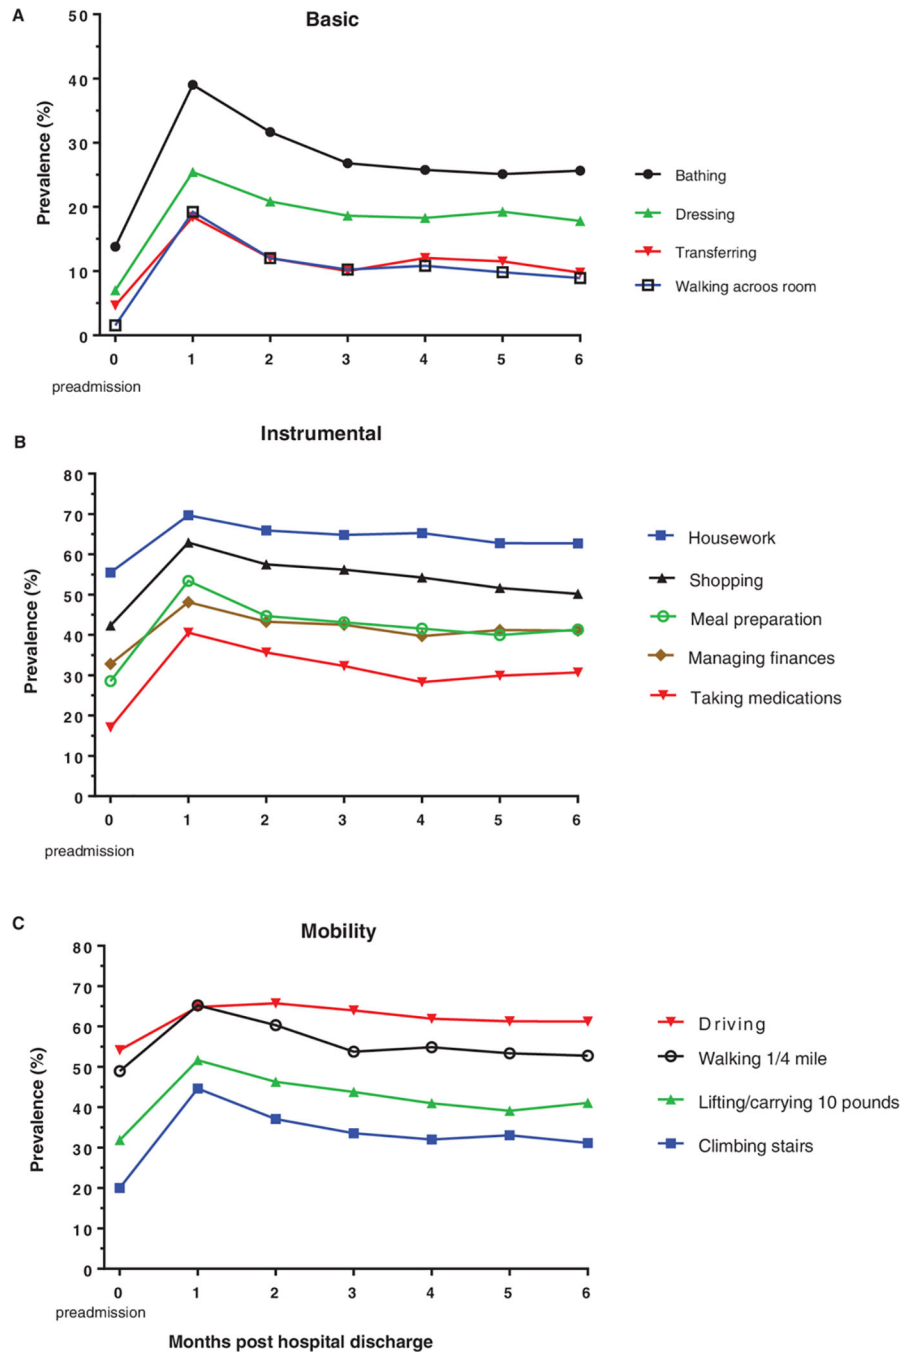 A
Basic
Prevalence (%)
50
40
30
20
10
0
0 1 2 3 4 5 6
preadmission
Bathing
Dressing
Transferring
Walking acroos room
B
Instrumental
Prevalence (%)
80
70
60
50
40
30
20
10
0
0 1 2 3 4 5 6
preadmission
Housework
Shopping
Meal preparation
Managing finances
Taking medications
C
Mobility
Prevalence (%)
80
70
60
50
40
30
20
10
0
0 1 2 3 4 5 6
preadmission
Months post hospital discharge
Driving
Walking 1/4 mile
Lifting/carrying 10 pounds
Climbing stairs